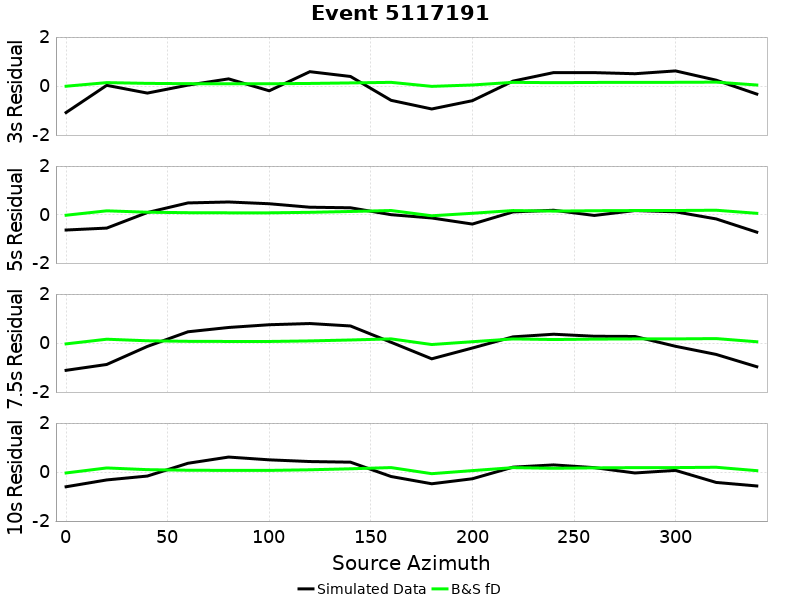 Event 5117191
3s Residual
2
0
-2
5s Residual
2
0
-2
7.5s Residual
2
0
-2
10s Residual
2
0
-2
0 50 100 150 200 250 300
Source Azimuth
Simulated Data B&S fD